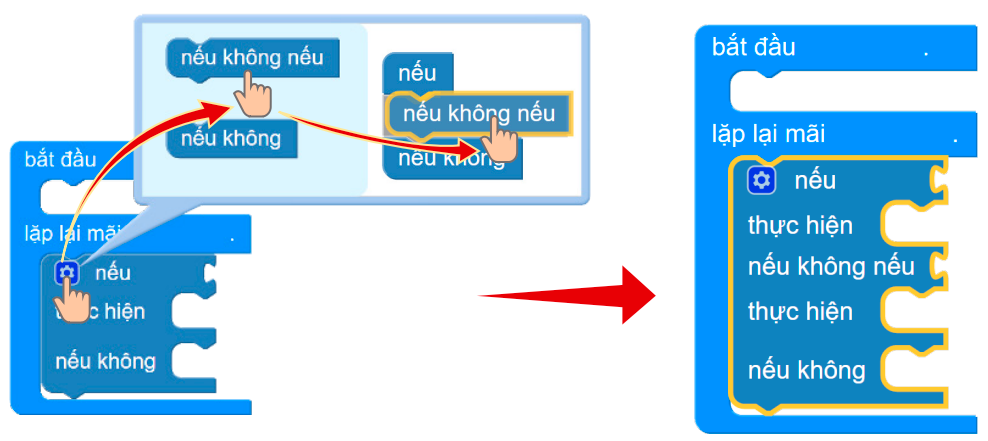 nếu không nếu
nếu không
nếu
nếu không nếu
nếu không
bắt đầu
lặp lại mãi .
nếu
thực hiện
nếu không
bắt đầu .
lặp lại mãi .
nếu
thực hiện
nếu không nếu
thực hiện
nếu không